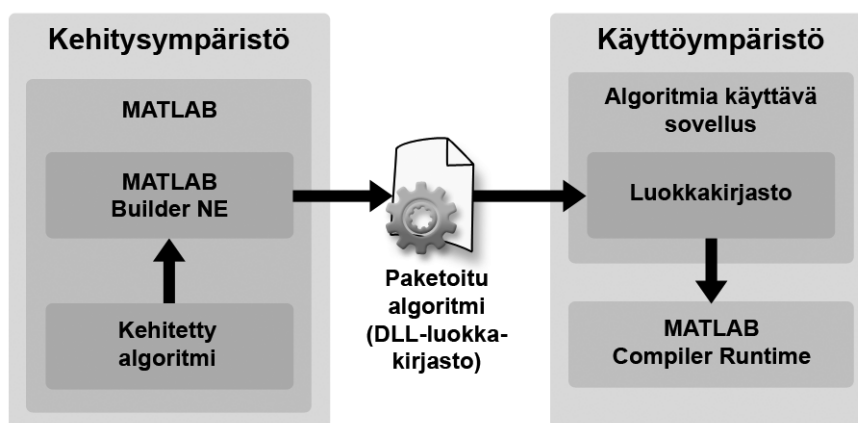 Kehitysympäristö
MATLAB
MATLAB
Builder NE
Kehitetty
algoritmi
Paketoitu
algoritmi
(DLL-luokka-
kirjasto)
Käyttöympäristö
Algoritmia käyttävä
sovellus
Luokkakirjasto
MATLAB
Compiler Runtime